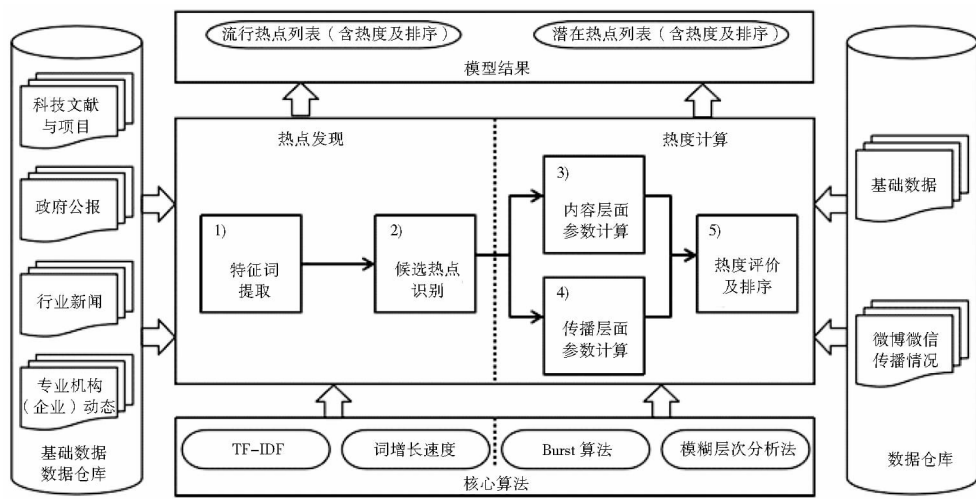 流行热点列表（含热度及排序）
潜在热点列表（含热度及排序）
模型结果
科技文献
与项目
政府公报
行业新闻
专业机构
（企业）动态
基础数据
数据仓库
热点发现
热度计算
1)
特征词
提取
2)
候选热点
识别
3)
内容层面
参数计算
4)
传播层面
参数计算
5)
热度评价
及排序
基础数据
微博微信
传播情况
数据仓库
TF-IDF
词增长速度
Burst 算法
模糊层次分析法
核心算法